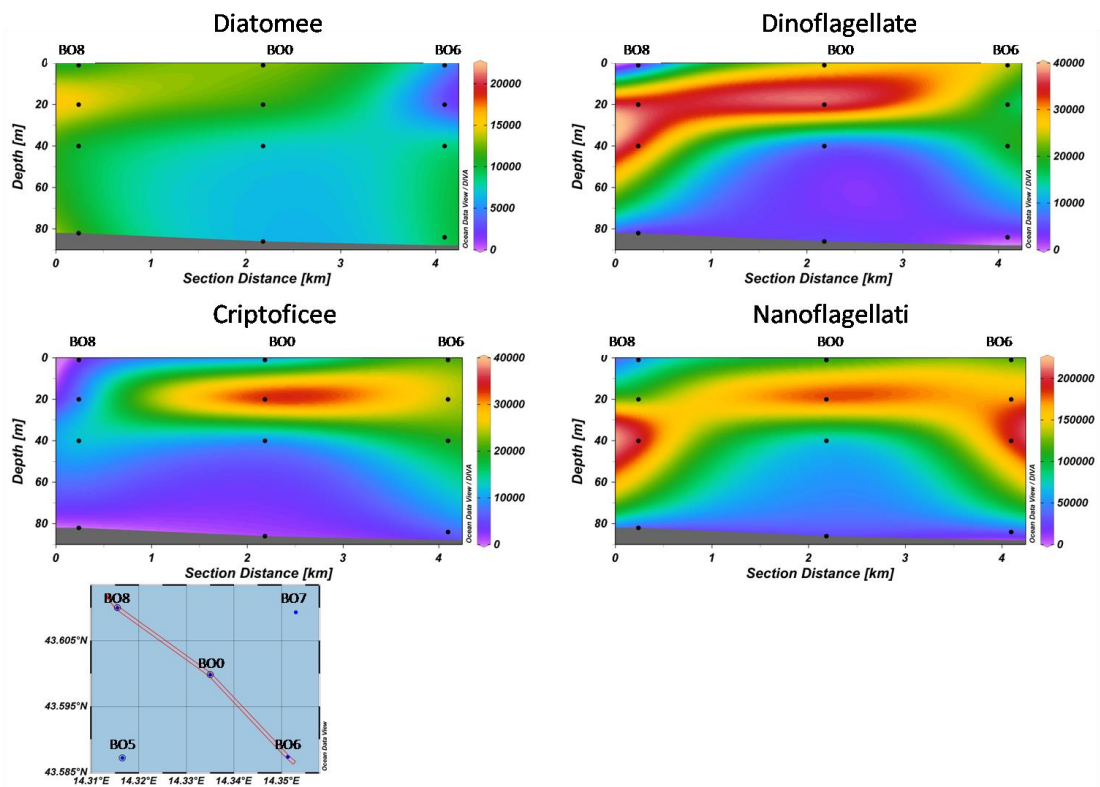 Diatomee
BO8 BO0 BO6
0
20
40
60
80
Depth [m]
0 1 2 3 4
Section Distance [km]
20000
15000
10000
5000
0
Ocean Data View / DIVA
Dinoflagellate
BO8 BO0 BO6
0
20
40
60
80
Depth [m]
0 1 2 3 4
Section Distance [km]
40000
30000
20000
10000
0
Ocean Data View / DIVA
Criptoficee
BO8 BO0 BO6
0
20
40
60
80
Depth [m]
0 1 2 3 4
Section Distance [km]
40000
30000
20000
10000
0
Ocean Data View / DIVA
Nanoflagellati
BO8 BO0 BO6
0
20
40
60
80
Depth [m]
0 1 2 3 4
Section Distance [km]
200000
150000
100000
50000
0
Ocean Data View / DIVA
BO8 BO7
43.605°N
BO0
43.595°N
BO5 BO6
43.585°N
14.31°E 14.32°E 14.33°E 14.34°E 14.35°E
Ocean Data View